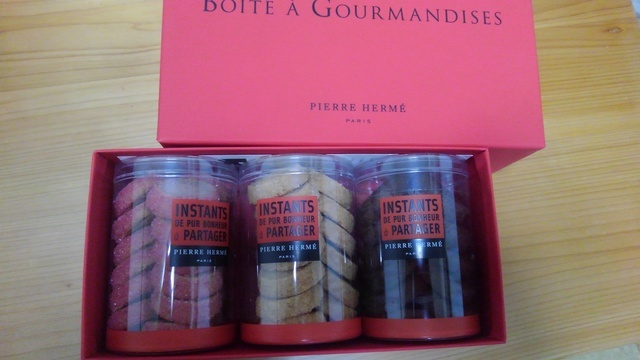 BOÎTE À GOURMANDISES
PIERRE HERMÉ
PARIS
INSTANTS
DE PUR BONHEUR
à PARTAGER
PIERRE HERMÉ
PARIS
INSTANTS
DE PUR BONHEUR
à PARTAGER
PIERRE HERMÉ
PARIS
INSTANTS
DE PUR BONHEUR
à PARTAGER
PIERRE HERMÉ
PARIS